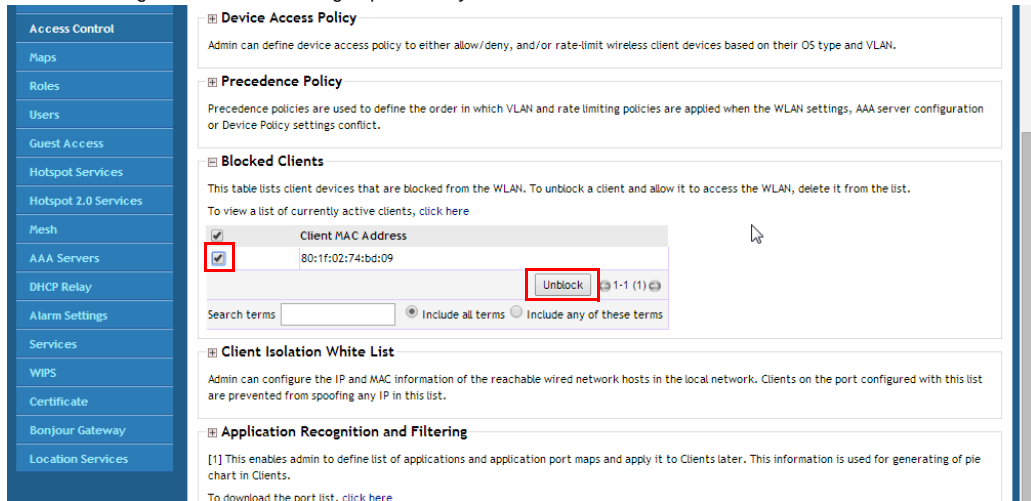 Access Control
Maps
Roles
Users
Guest Access
Hotspot Services
Hotspot 2.0 Services
Mesh
AAA Servers
DHCP Relay
Alarm Settings
Services
WIPS
Certificate
Bonjour Gateway
Location Services
Device Access Policy
Admin can define device access policy to either allow/deny, and/or rate-limit wireless client devices based on their OS type and VLAN.
Precedence Policy
Precedence policies are used to define the order in which VLAN and rate limiting policies are applied when the WLAN settings, AAA server configuration
or Device Policy settings conflict.
Blocked Clients
This table lists client devices that are blocked from the WLAN. To unblock a client and allow it to access the WLAN, delete it from the list.
To view a list of currently active clients, click here
Client MAC Address
80:1f:02:74:bd:09
Unblock 1-1 (1)
Search terms Include all terms Include any of these terms
Client Isolation White List
Admin can configure the IP and MAC information of the reachable wired network hosts in the local network. Clients on the port configured with this list
are prevented from spoofing any IP in this list.
Application Recognition and Filtering
[1] This enables admin to define list of applications and application port maps and apply it to Clients later. This information is used for generating of pie
chart in Clients.
To download the port list, click here